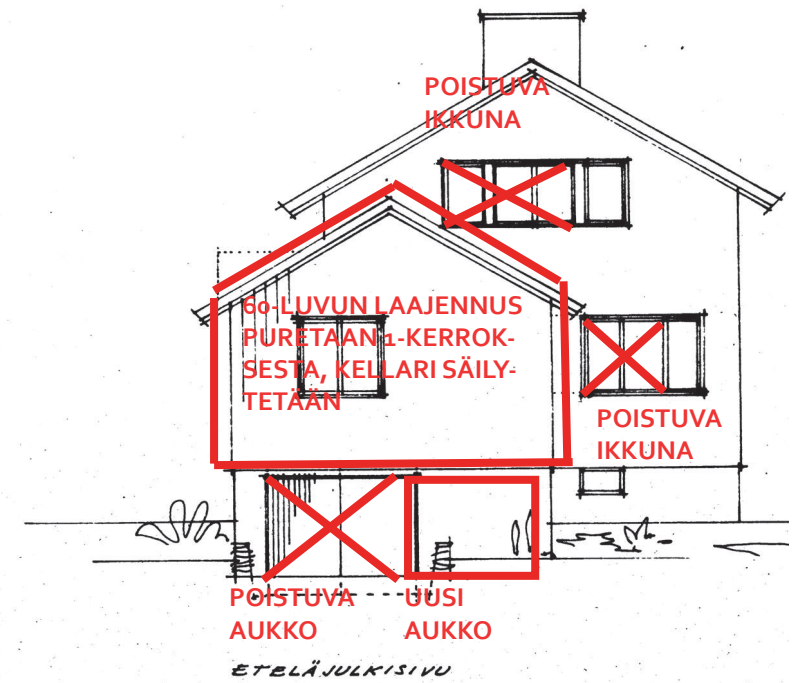 POISTUVA
IKKUNA
60-LUVUN LAAJENNUS
PURETAAN 1-KERROK-
SESTA, KELLARI SÄILY-
TETÄÄN
POISTUVA
IKKUNA
POISTUVA
AUKKO
UUSI
AUKKO
ETELÄJULKISIVU